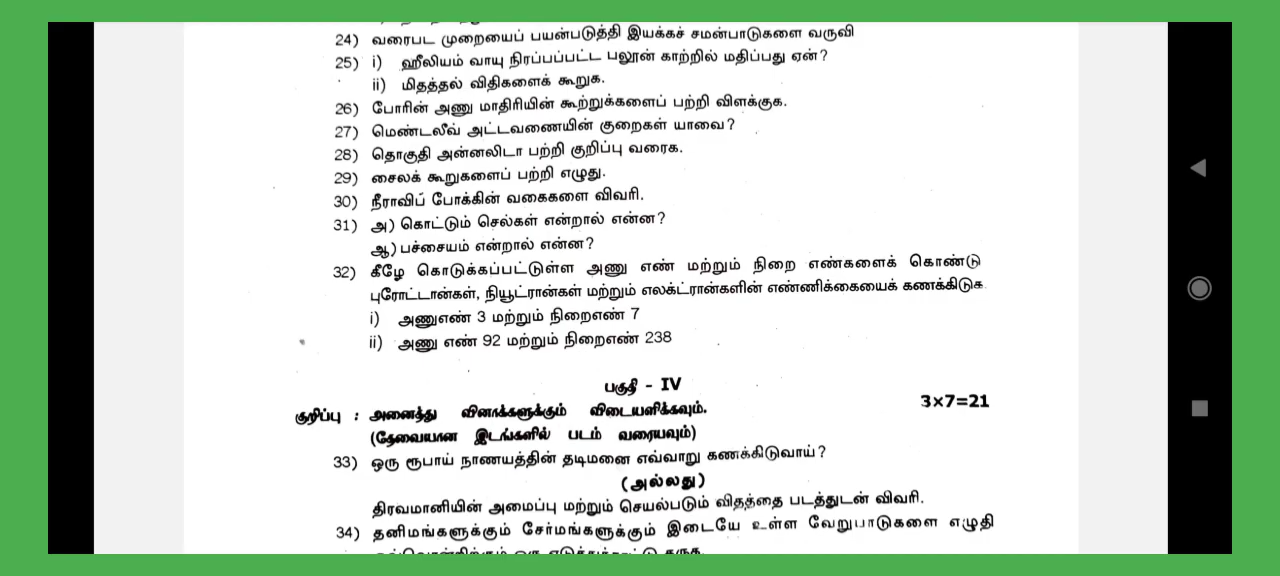 24) வரைபட முறையைப் பயன்படுத்தி இயக்கச் சமன்பாடுகளை வருவி
25) i) ஹீலியம் வாயு நிரப்பப்பட்ட பலூன் காற்றில் மதிப்பது ஏன்?
ii) மிதத்தல் விதிகளைக் கூறுக.
26) போரின் அணு மாதிரியின் கூற்றுக்களைப் பற்றி விளக்குக.
27) மெண்டலீவ் அட்டவணையின் குறைகள் யாவை?
28) தொகுதி அன்னலிடா பற்றி குறிப்பு வரைக.
29) சைலக் கூறுகளைப் பற்றி எழுது.
30) நீராவிப் போக்கின் வகைகளை விவரி.
31) அ) கொட்டும் செல்கள் என்றால் என்ன?
ஆ) பச்சையம் என்றால் என்ன?
32) கீழே கொடுக்கப்பட்டுள்ள அணு எண் மற்றும் நிறை எண்களைக் கொண்டு
புரோட்டான்கள், நியூட்ரான்கள் மற்றும் எலக்ட்ரான்களின் எண்ணிக்கையைக் கணக்கிடுக.
i) அணுஎண் 3 மற்றும் நிறைஎண் 7
ii) அணு எண் 92 மற்றும் நிறைஎண் 238
பகுதி - IV
குறிப்பு : அனைத்து வினாக்களுக்கும் விடையளிக்கவும். 3x7=21
(தேவையான இடங்களில் படம் வரையவும்)
33) ஒரு ரூபாய் நாணயத்தின் தடிமனை எவ்வாறு கணக்கிடுவாய்?
(அல்லது)
திரவமானியின் அமைப்பு மற்றும் செயல்படும் விதத்தை படத்துடன் விவரி.
34) தனிமங்களுக்கும் சேர்மங்களுக்கும் இடையே உள்ள வேறுபாடுகளை எழுதி